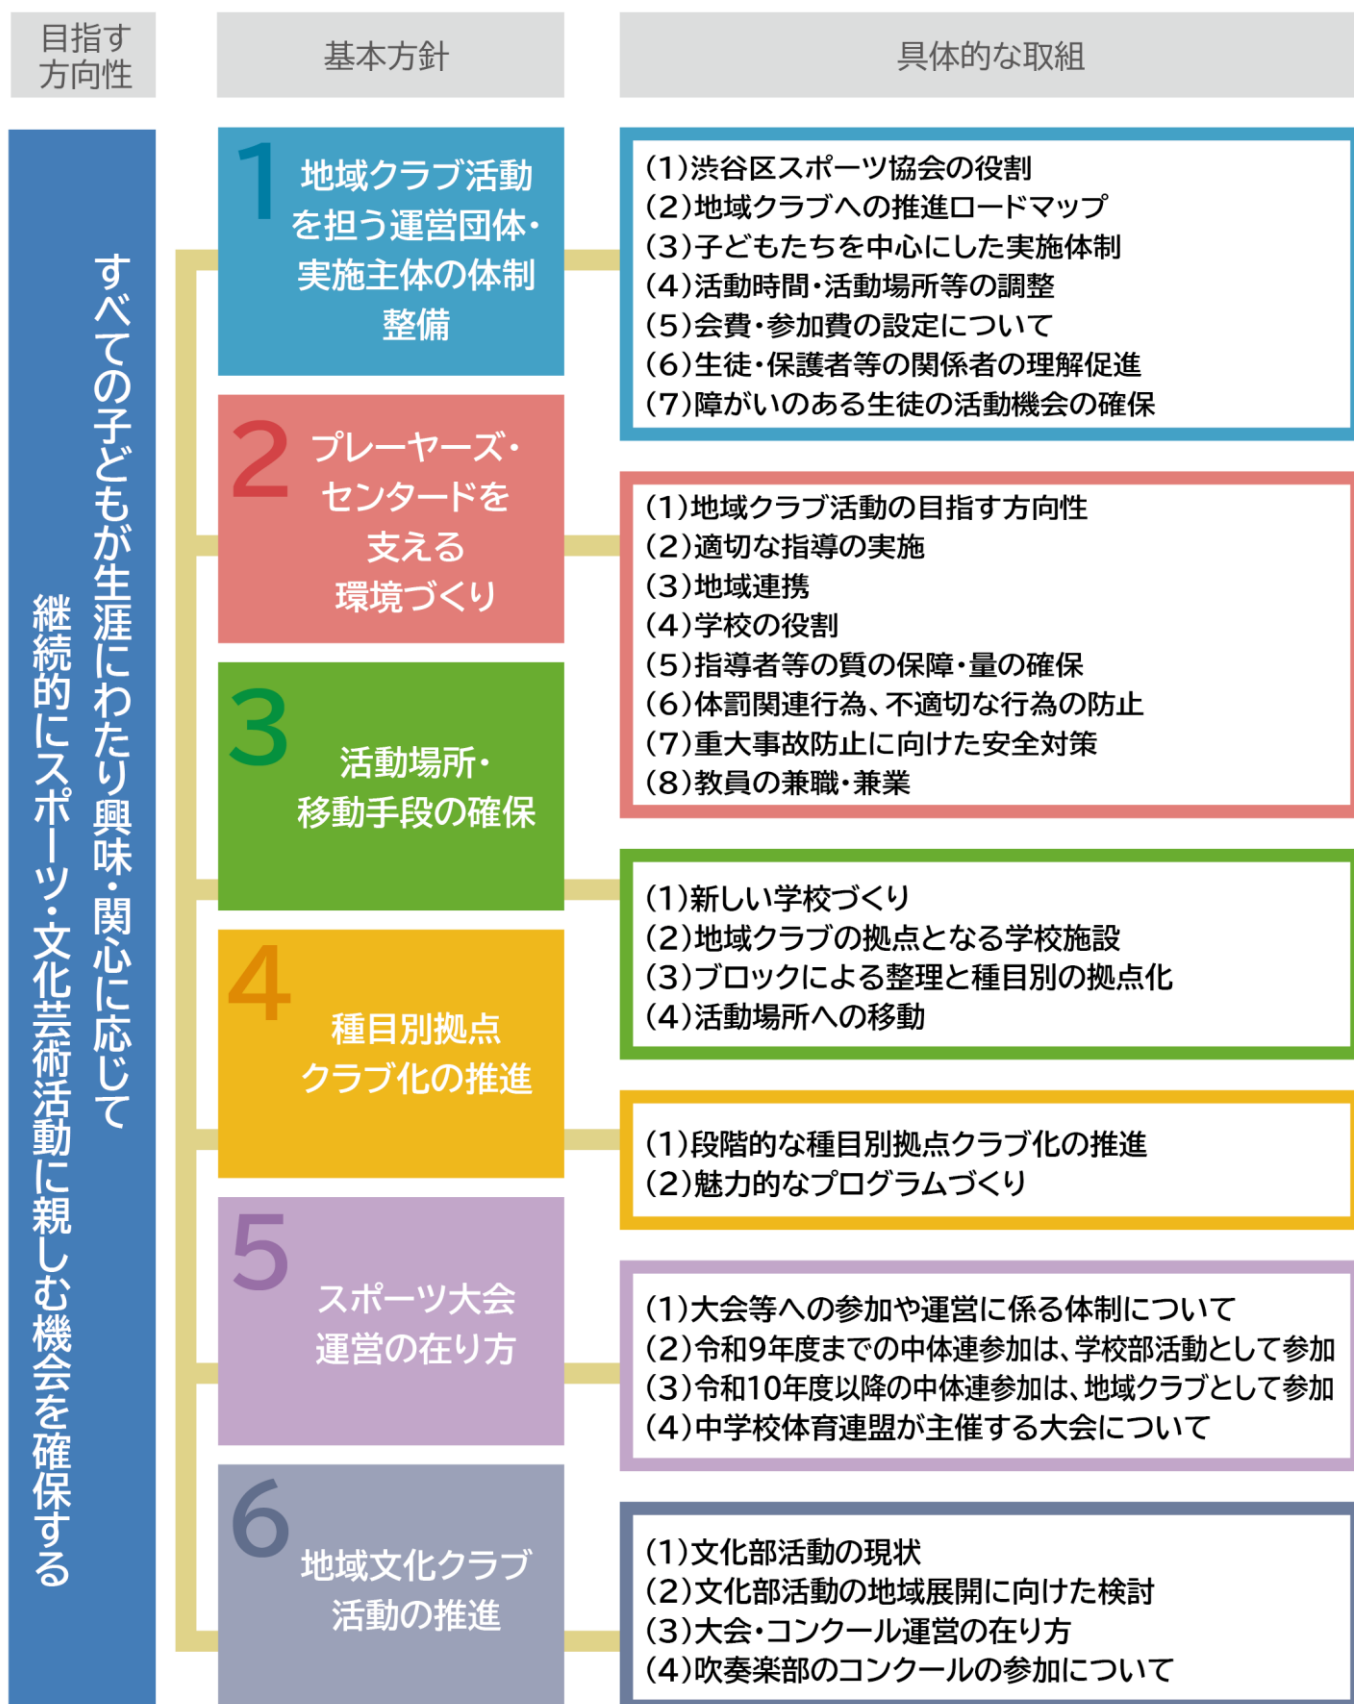 目指す
方向性
基本方針
具体的な取組
すべての子どもが生涯にわたり興味・関心に応じて
継続的にスポーツ・文化芸術活動に親しむ機会を確保する
1
地域クラブ活動
を担う運営団体・
実施主体の体制
整備
(1)渋谷区スポーツ協会の役割
(2)地域クラブへの推進ロードマップ
(3)子どもたちを中心にした実施体制
(4)活動時間・活動場所等の調整
(5)会費・参加費の設定について
(6)生徒・保護者等の関係者の理解促進
(7)障がいのある生徒の活動機会の確保
2
プレーヤーズ・
センタードを
支える
環境づくり
(1)地域クラブ活動の目指す方向性
(2)適切な指導の実施
(3)地域連携
(4)学校の役割
(5)指導者等の質の保障・量の確保
(6)体罰関連行為、不適切な行為の防止
(7)重大事故防止に向けた安全対策
(8)教員の兼職・兼業
3
活動場所・
移動手段の確保
(1)新しい学校づくり
(2)地域クラブの拠点となる学校施設
(3)ブロックによる整理と種目別の拠点化
(4)活動場所への移動
4
種目別拠点
クラブ化の推進
(1)段階的な種目別拠点クラブ化の推進
(2)魅力的なプログラムづくり
5
スポーツ大会
運営の在り方
(1)大会等への参加や運営に係る体制について
(2)令和9年度までの中体連参加は、学校部活動として参加
(3)令和10年度以降の中体連参加は、地域クラブとして参加
(4)中学校体育連盟が主催する大会について
6
地域文化クラブ
活動の推進
(1)文化部活動の現状
(2)文化部活動の地域展開に向けた検討
(3)大会・コンクール運営の在り方
(4)吹奏楽部のコンクールの参加について